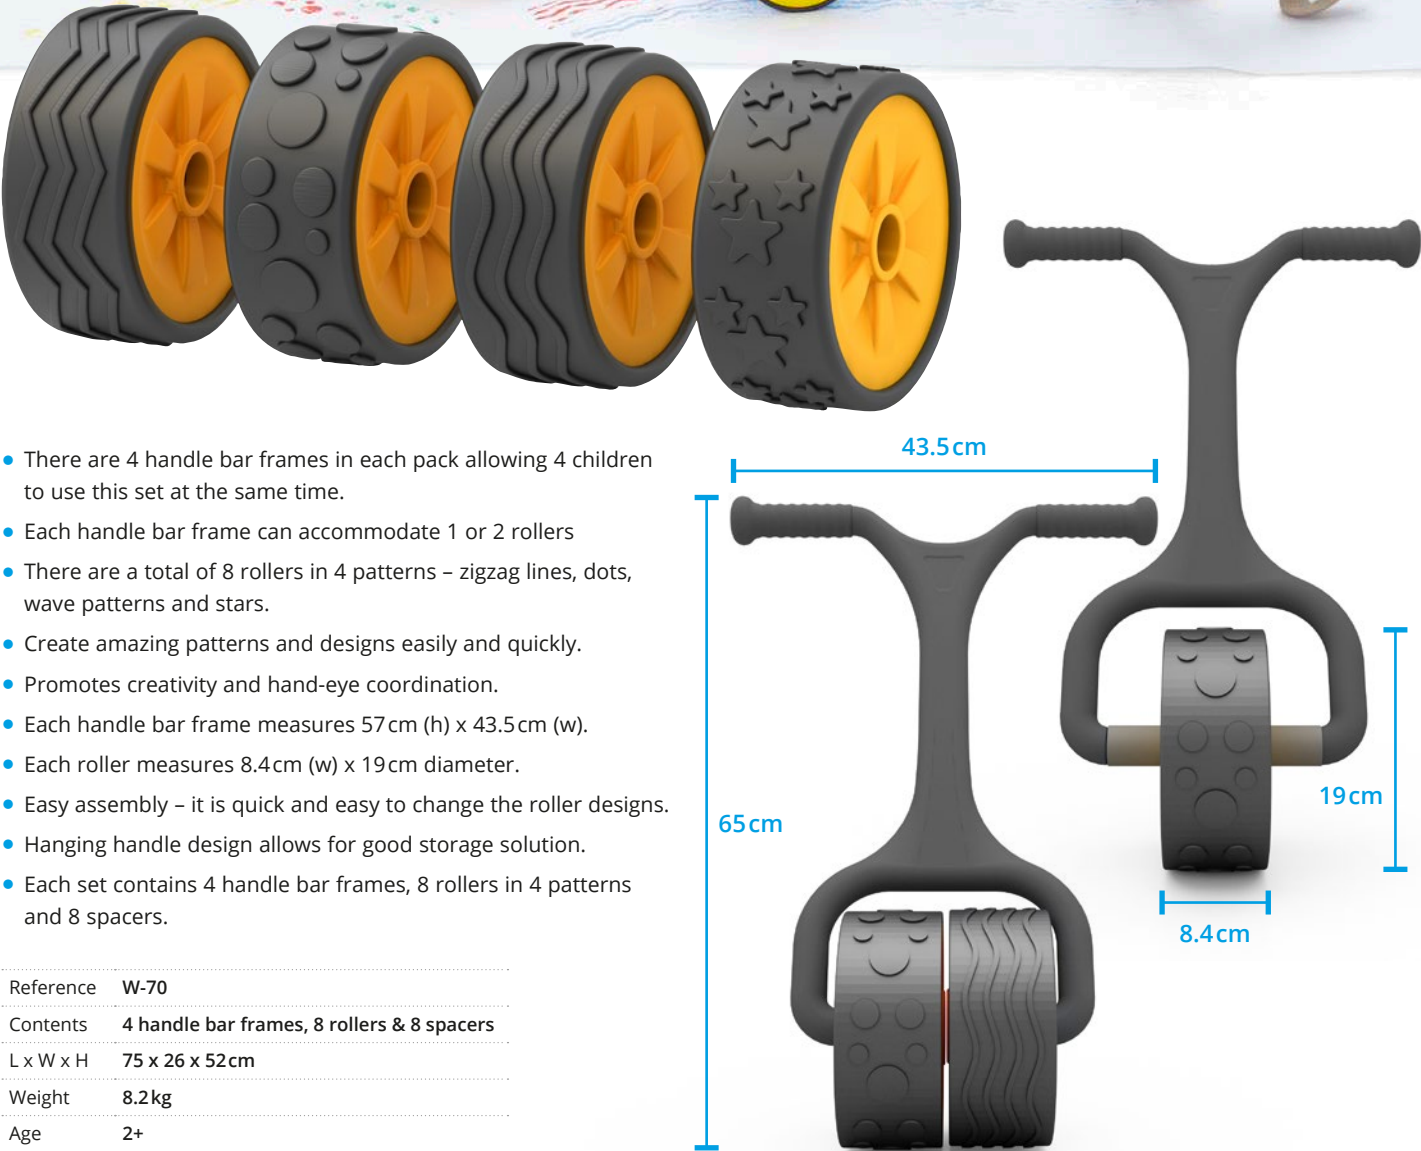 There are 4 handle bar frames in each pack allowing 4 children
to use this set at the same time.
Each handle bar frame can accommodate 1 or 2 rollers
There are a total of 8 rollers in 4 patterns – zigzag lines, dots,
wave patterns and stars.
Create amazing patterns and designs easily and quickly.
Promotes creativity and hand-eye coordination.
Each handle bar frame measures 57cm (h) x 43.5cm (w).
Each roller measures 8.4cm (w) x 19cm diameter.
Easy assembly – it is quick and easy to change the roller designs.
Hanging handle design allows for good storage solution.
Each set contains 4 handle bar frames, 8 rollers in 4 patterns
and 8 spacers.
Reference W-70
Contents 4 handle bar frames, 8 rollers & 8 spacers
L x W x H 75 x 26 x 52cm
Weight 8.2kg
Age 2+
43.5cm
65cm
19cm
8.4cm